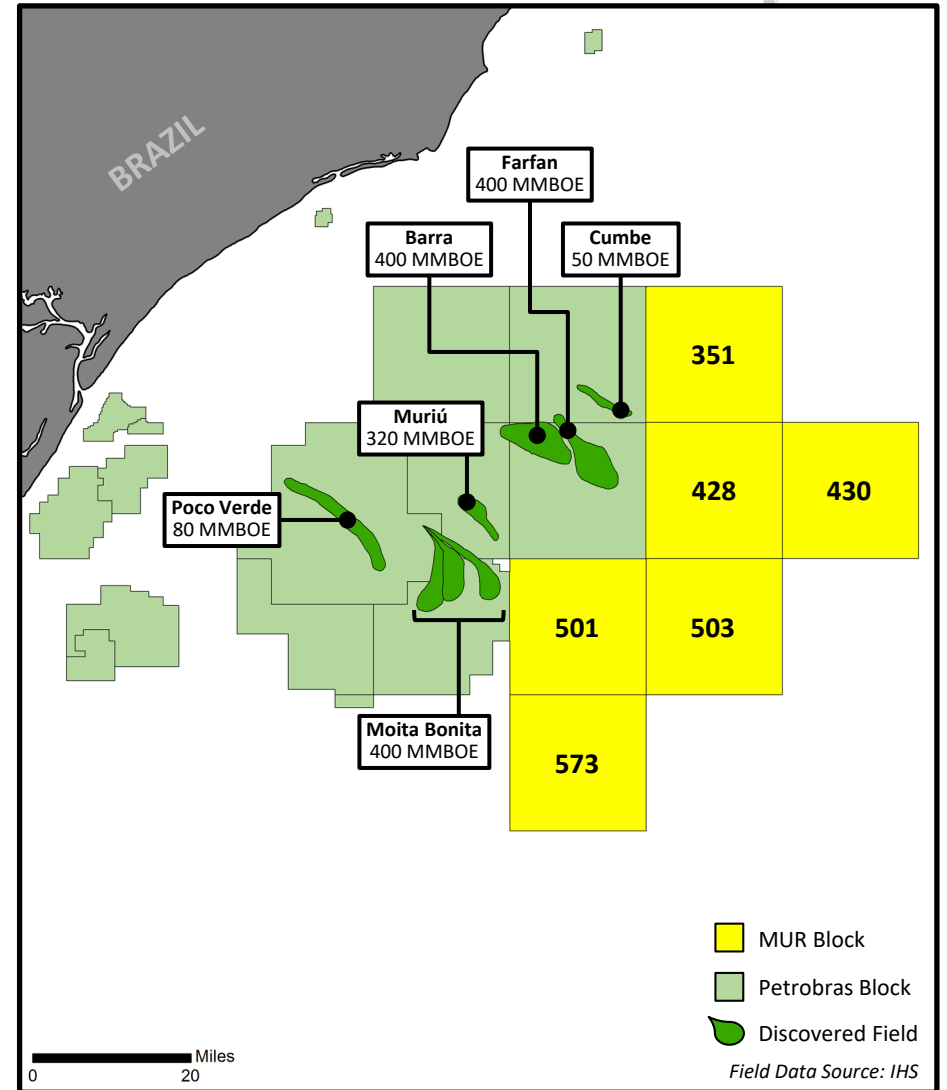 BRAZIL
Farfan
400 MMBOE
Barra
400 MMBOE
Cumbe
50 MMBOE
351
Muriú
320 MMBOE
428
430
Poco Verde
80 MMBOE
501
503
Moita Bonita
400 MMBOE
573
MUR Block
Petrobras Block
Discovered Field
Miles
0
20
Field Data Source: IHS